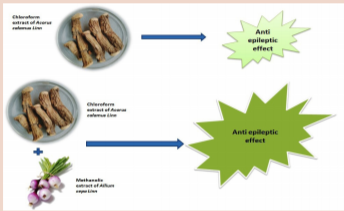 Chloroform
extract of Acorus
calamus Linn
Anti
epileptic
effect
Chloroform
extract of Acorus
calamus Linn
+
Anti epileptic
effect
Methanolic
extract of Allium
cepa Linn